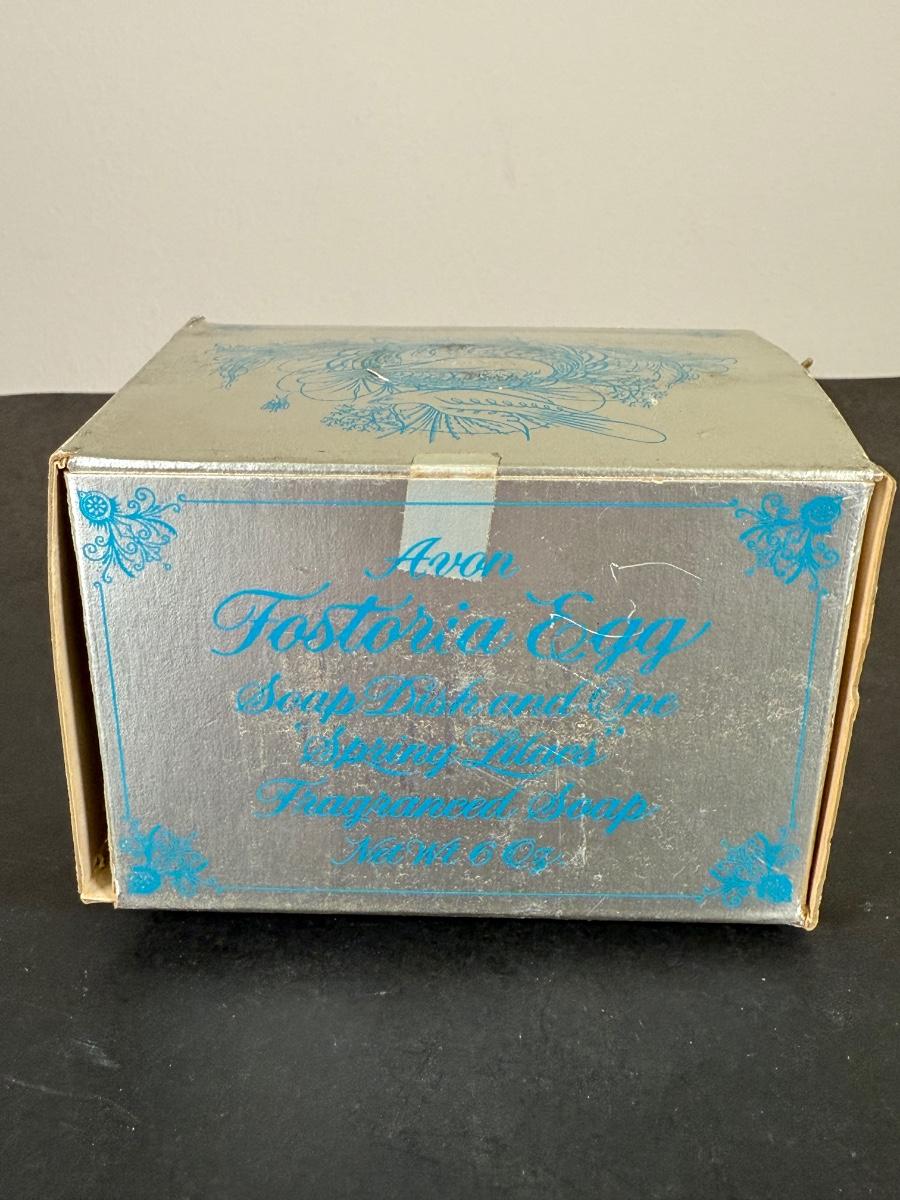 Avon
Fostoria Egg
Soap Dish and One
"Spring Lilacs"
Fragranced Soap
Net Wt 6 Oz.